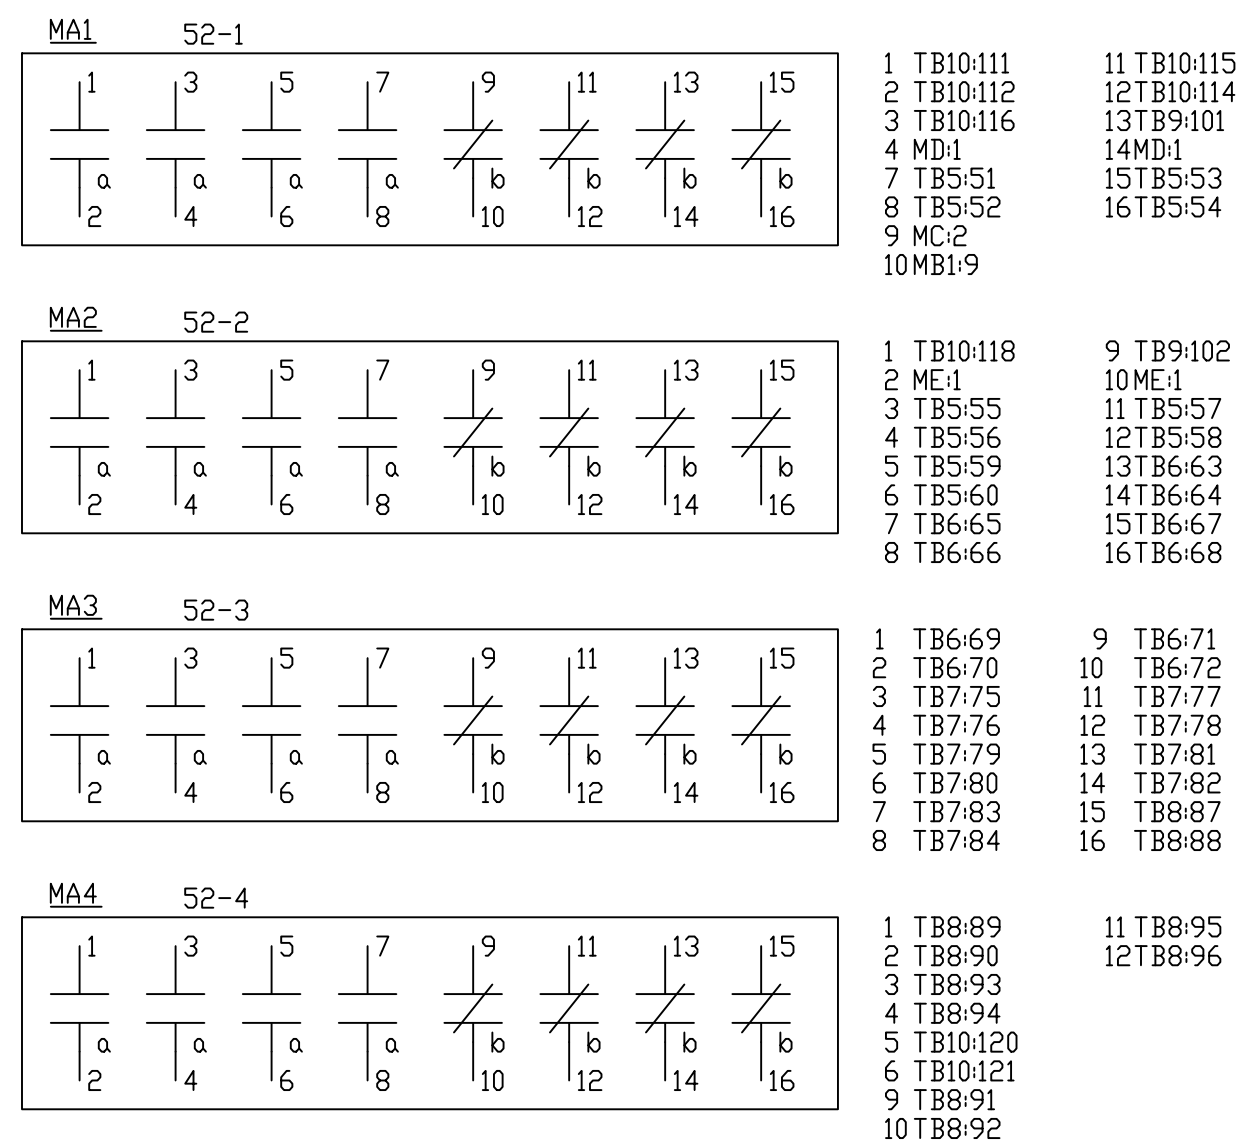 MA1 52-1
1 3 5 7 9 11 13 15
a a a a b b b b
2 4 6 8 10 12 14 16
1 TB10:111 11 TB10:115
2 TB10:112 12 TB10:114
3 TB10:116 13 TB9:101
4 MD:1 14 MD:1
7 TB5:51 15 TB5:53
8 TB5:52 16 TB5:54
9 MC:2
10 MB1:9
MA2 52-2
1 3 5 7 9 11 13 15
a a a a b b b b
2 4 6 8 10 12 14 16
1 TB10:118 9 TB9:102
2 ME:1 10 ME:1
3 TB5:55 11 TB5:57
4 TB5:56 12 TB5:58
5 TB5:59 13 TB6:63
6 TB5:60 14 TB6:64
7 TB6:65 15 TB6:67
8 TB6:66 16 TB6:68
MA3 52-3
1 3 5 7 9 11 13 15
a a a a b b b b
2 4 6 8 10 12 14 16
1 TB6:69 9 TB6:71
2 TB6:70 10 TB6:72
3 TB7:75 11 TB7:77
4 TB7:76 12 TB7:78
5 TB7:79 13 TB7:81
6 TB7:80 14 TB7:82
7 TB7:83 15 TB8:87
8 TB7:84 16 TB8:88
MA4 52-4
1 3 5 7 9 11 13 15
a a a a b b b b
2 4 6 8 10 12 14 16
1 TB8:89 11 TB8:95
2 TB8:90 12 TB8:96
3 TB8:93
4 TB8:94
5 TB10:120
6 TB10:121
9 TB8:91
10 TB8:92